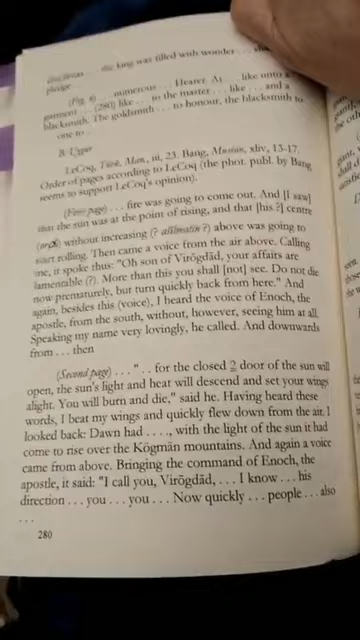 the king was filled with wonder . . .
pledge
(Fig. 6) . . . numerous . . . Hearer. At . . . like unto a
garment . . . (280) like . . . to the master . . . like . . . and a
blacksmith. The goldsmith . . . to honour, the blacksmith to
one to . . .
B. Uygur
LeCoq, Türk. Man., iii, 23. Bang, Muséon, xliv, 13-17.
Order of pages according to LeCoq (the phot. publ. by Bang
seems to support LeCoq's opinion).
(First page) . . . fire was going to come out. And [I saw]
that the sun was at the point of rising, and that [his ?] centre
(orḍu) without increasing (? ašïlmatïn ?) above was going to
start rolling. Then came a voice from the air above. Calling
me, it spoke thus: "Oh son of Virōgdād, your affairs are
lamentable (?). More than this you shall [not] see. Do not die
now prematurely, but turn quickly back from here." And
again, besides this (voice), I heard the voice of Enoch, the
apostle, from the south, without, however, seeing him at all.
Speaking my name very lovingly, he called. And downwards
from . . . then
(Second page) . . . " . . for the closed 2 door of the sun will
open, the sun's light and heat will descend and set your wings
alight. You will burn and die," said he. Having heard these
words, I beat my wings and quickly flew down from the air. I
looked back: Dawn had . . . ., with the light of the sun it had
come to rise over the Kögmän mountains. And again a voice
came from above. Bringing the command of Enoch, the
apostle, it said: "I call you, Virōgdād, . . . I know . . . his
direction . . . you . . . you . . . Now quickly . . . people . . . also
. . .
280